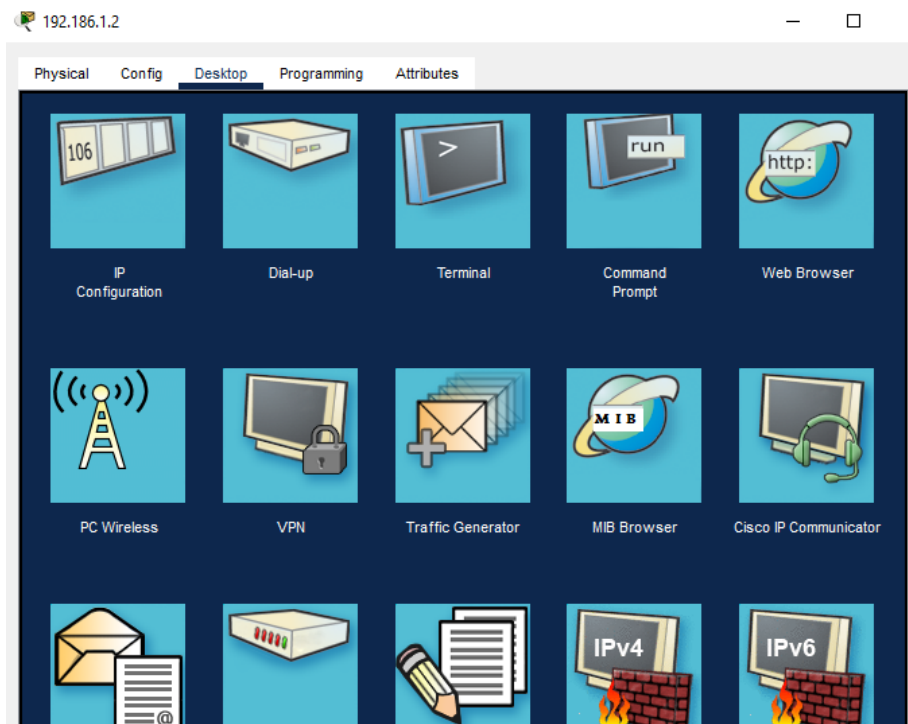 192.186.1.2
Physical Config Desktop Programming Attributes
106
>
run
http:
IP
Configuration
Dial-up
Terminal
Command
Prompt
Web Browser
MIB
PC Wireless
VPN
Traffic Generator
MIB Browser
Cisco IP Communicator
@
IPv4
IPv6